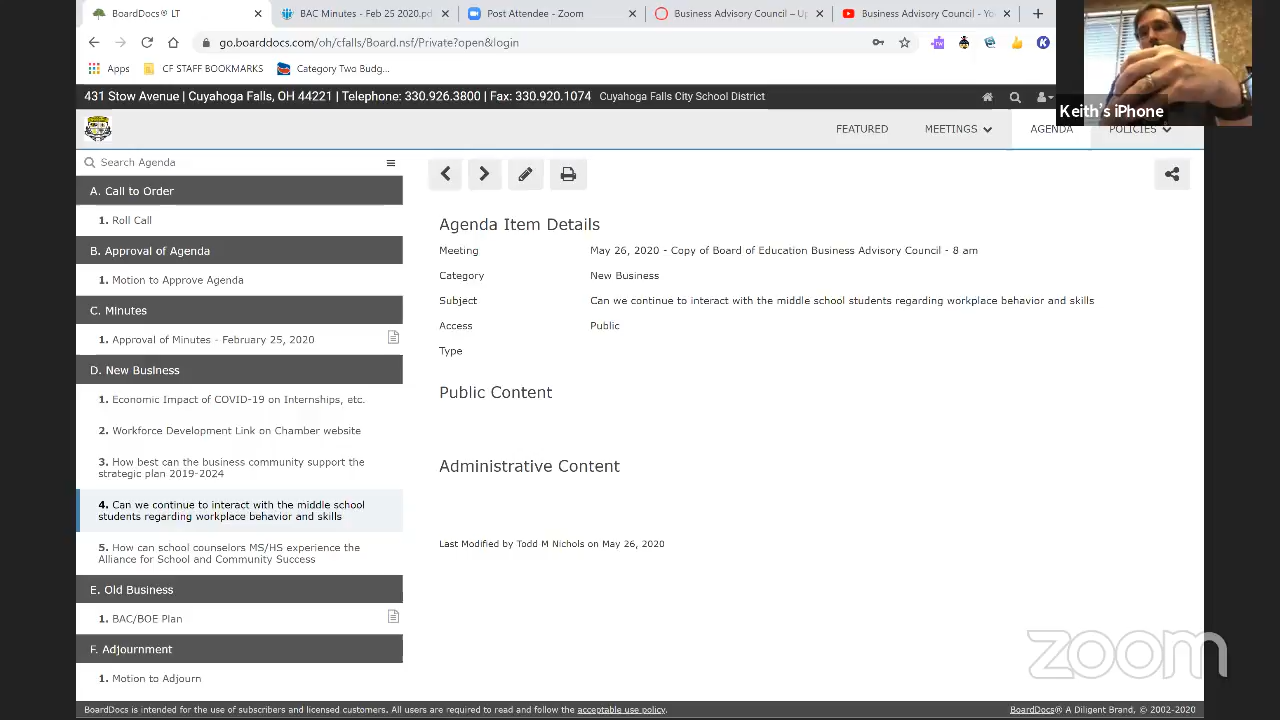 BoardDocs® LT
BAC Minutes - Feb 25 2020.pd
Post Attendee - Zoom
Business Advisory Council – Up
Business Advisory Council - Yo
go.boarddocs.com/oh/cfalls/Board.nsf/Private?open&login
Apps
CF STAFF BOOKMARKS
Category Two Budg...
Keith's iPhone
431 Stow Avenue | Cuyahoga Falls, OH 44221 | Telephone: 330.926.3800 | Fax: 330.920.1074 Cuyahoga Falls City School District
FEATURED
MEETINGS
AGENDA
POLICIES
Search Agenda
A. Call to Order
1. Roll Call
B. Approval of Agenda
1. Motion to Approve Agenda
C. Minutes
1. Approval of Minutes - February 25, 2020
D. New Business
1. Economic Impact of COVID-19 on Internships, etc.
2. Workforce Development Link on Chamber website
3. How best can the business community support the
strategic plan 2019-2024
4. Can we continue to interact with the middle school
students regarding workplace behavior and skills
5. How can school counselors MS/HS experience the
Alliance for School and Community Success
E. Old Business
1. BAC/BOE Plan
F. Adjournment
1. Motion to Adjourn
Agenda Item Details
Meeting May 26, 2020 - Copy of Board of Education Business Advisory Council - 8 am
Category New Business
Subject Can we continue to interact with the middle school students regarding workplace behavior and skills
Access Public
Type
Public Content
Administrative Content
Last Modified by Todd M Nichols on May 26, 2020
zoom
BoardDocs is intended for the use of subscribers and licensed customers. All users are required to read and follow the acceptable use policy.
BoardDocs® A Diligent Brand, © 2002-2020